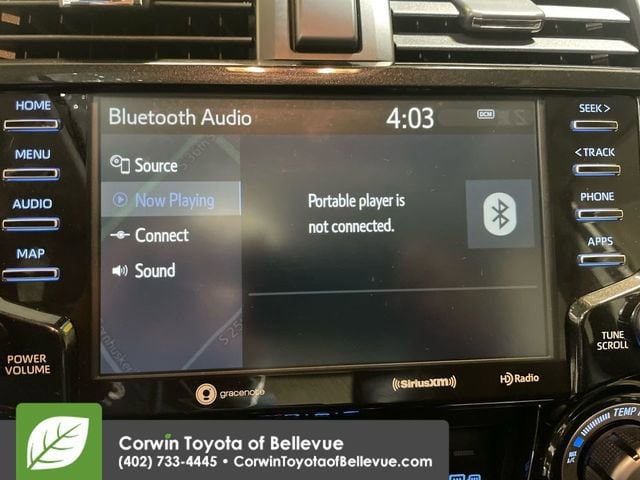 HOME
MENU
AUDIO
MAP
POWER
VOLUME
Bluetooth Audio
4:03
DCM
Source
Now Playing
Connect
Sound
Portable player is
not connected.
SEEK >
< TRACK
PHONE
APPS
TUNE
SCROLL
gracenote
((SiriusXM))
HD Radio
TEMP
A/C
Corwin Toyota of Bellevue
(402) 733-4445 • CorwinToyotaofBellevue.com